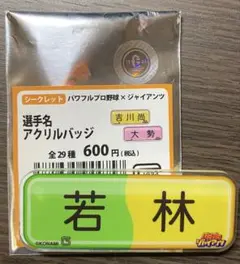 シークレット パワフルプロ野球×ジャイアンツ
選手名
アクリルバッジ
吉川尚
大勢
全29種 600円(税込)
若林
©KONAMI